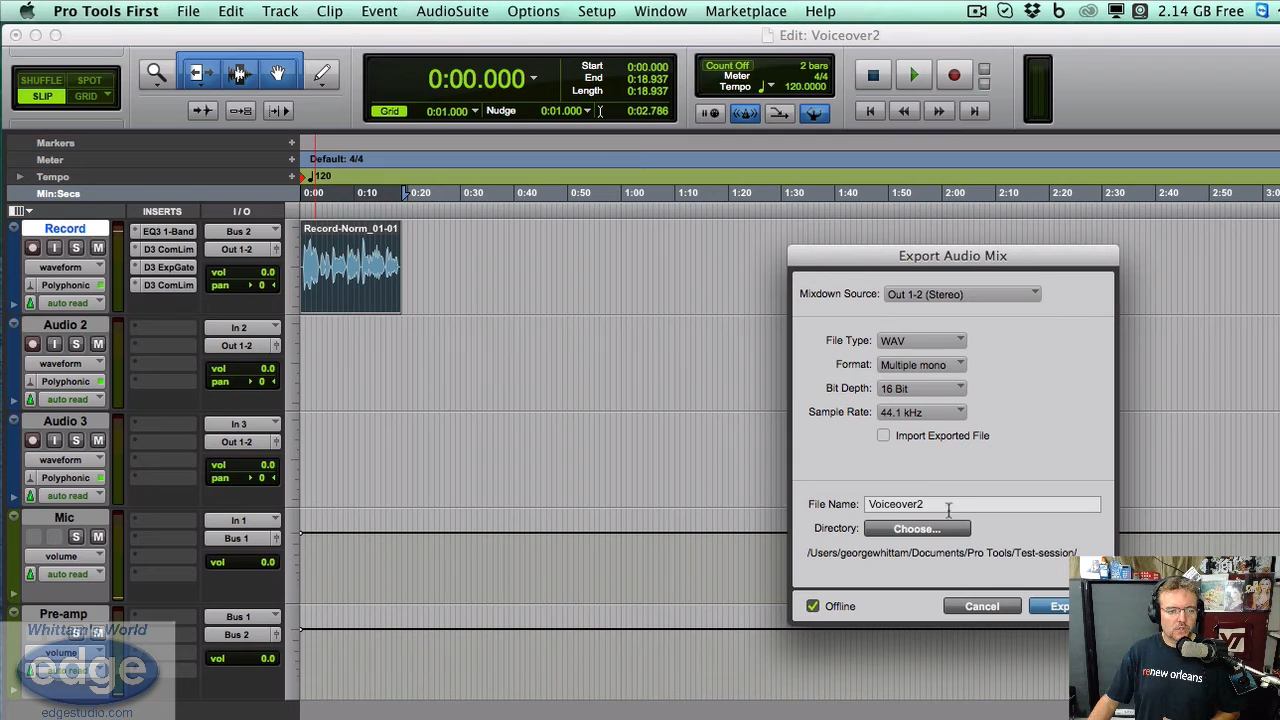 Pro Tools First File Edit Track Clip Event AudioSuite Options Setup Window Marketplace Help 2.14 GB Free
Edit: Voiceover2
SHUFFLE SPOT
SLIP GRID
0:00.000
Start 0:00.000
End 0:18.937
Length 0:18.937
Grid 0:01.000 Nudge 0:01.000 0:02.786
Count Off 2 bars
Meter 4/4
Tempo 120.0000
Markers
Meter Default: 4/4
Tempo 120
Min:Secs 0:00 0:10 0:20 0:30 0:40 0:50 1:00 1:10 1:20 1:30 1:40 1:50 2:00 2:10 2:20 2:30 2:40 2:50 3:0
INSERTS I / O
Record
I S M
waveform
Polyphonic
auto read
EQ3 1-Band
D3 ComLim
D3 ExpGate
D3 ComLim
Bus 2
Out 1-2
vol 0.0
pan 0
Record-Norm_01-01
Audio 2
I S M
waveform
Polyphonic
auto read
In 2
Out 1-2
vol 0.0
pan 0
Audio 3
I S M
waveform
Polyphonic
auto read
In 3
Out 1-2
vol 0.0
pan 0
Mic
S M
volume
auto read
In 1
Bus 1
vol 0.0
Pre-amp
S M
volume
auto read
Bus 1
Bus 2
vol 0.0
Export Audio Mix
Mixdown Source: Out 1-2 (Stereo)
File Type: WAV
Format: Multiple mono
Bit Depth: 16 Bit
Sample Rate: 44.1 kHz
Import Exported File
File Name: Voiceover2
Directory: Choose...
/Users/georgewhittam/Documents/Pro Tools/Test-session/
Offline Cancel Exp
Whittam's World
edge
edgestudio.com
renew orleans.